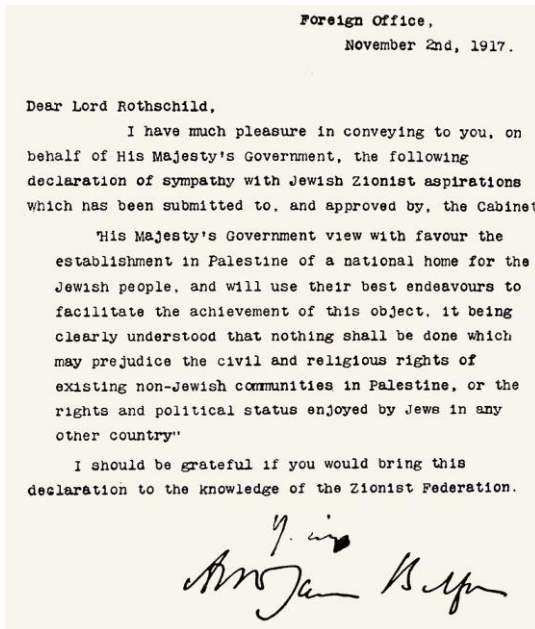 Foreign Office,
November 2nd, 1917.
Dear Lord Rothschild,
I have much pleasure in conveying to you, on
behalf of His Majesty's Government, the following
declaration of sympathy with Jewish Zionist aspirations
which has been submitted to, and approved by, the Cabinet
"His Majesty's Government view with favour the
establishment in Palestine of a national home for the
Jewish people, and will use their best endeavours to
facilitate the achievement of this object, it being
clearly understood that nothing shall be done which
may prejudice the civil and religious rights of
existing non-Jewish communities in Palestine, or the
rights and political status enjoyed by Jews in any
other country"
I should be grateful if you would bring this
declaration to the knowledge of the Zionist Federation.